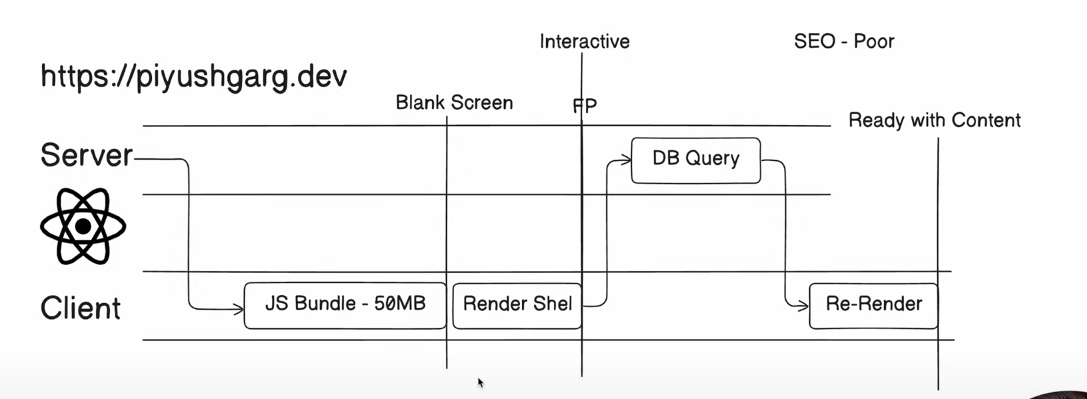 Interactive
SEO - Poor
https://piyushgarg.dev
Blank Screen
FP
Ready with Content
Server
DB Query
Client
JS Bundle - 50MB
Render Shel
Re-Render